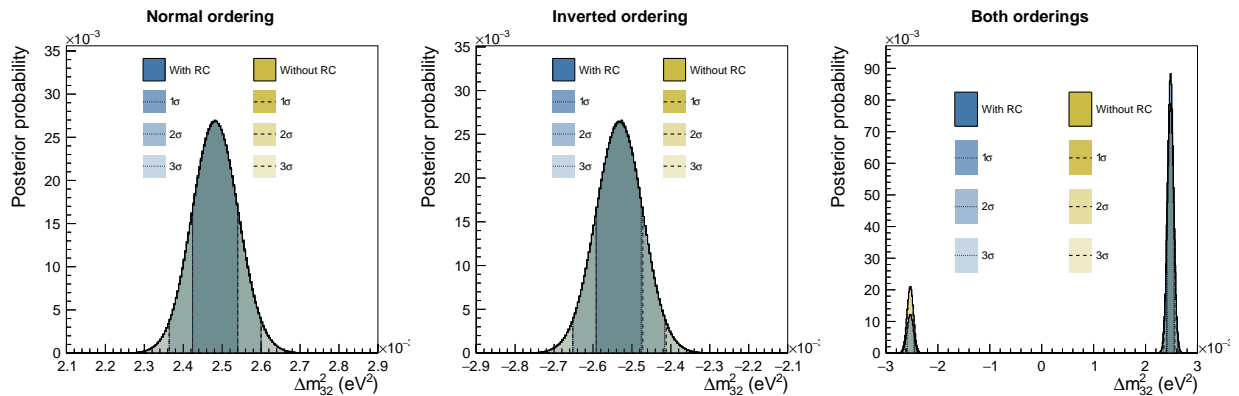 Normal ordering
×10⁻³
Posterior probability
35
30
25
20
15
10
5
0
With RC
Without RC
1σ
1σ
2σ
2σ
3σ
3σ
2.1 2.2 2.3 2.4 2.5 2.6 2.7 2.8 2.9
Δm²₃₂ (eV²)
Inverted ordering
×10⁻³
Posterior probability
35
30
25
20
15
10
5
0
With RC
Without RC
1σ
1σ
2σ
2σ
3σ
3σ
−2.9 −2.8 −2.7 −2.6 −2.5 −2.4 −2.3 −2.2 −2.1
Δm²₃₂ (eV²)
Both orderings
×10⁻³
Posterior probability
90
80
70
60
50
40
30
20
10
0
With RC
Without RC
1σ
1σ
2σ
2σ
3σ
3σ
−3 −2 −1 0 1 2 3
Δm²₃₂ (eV²)